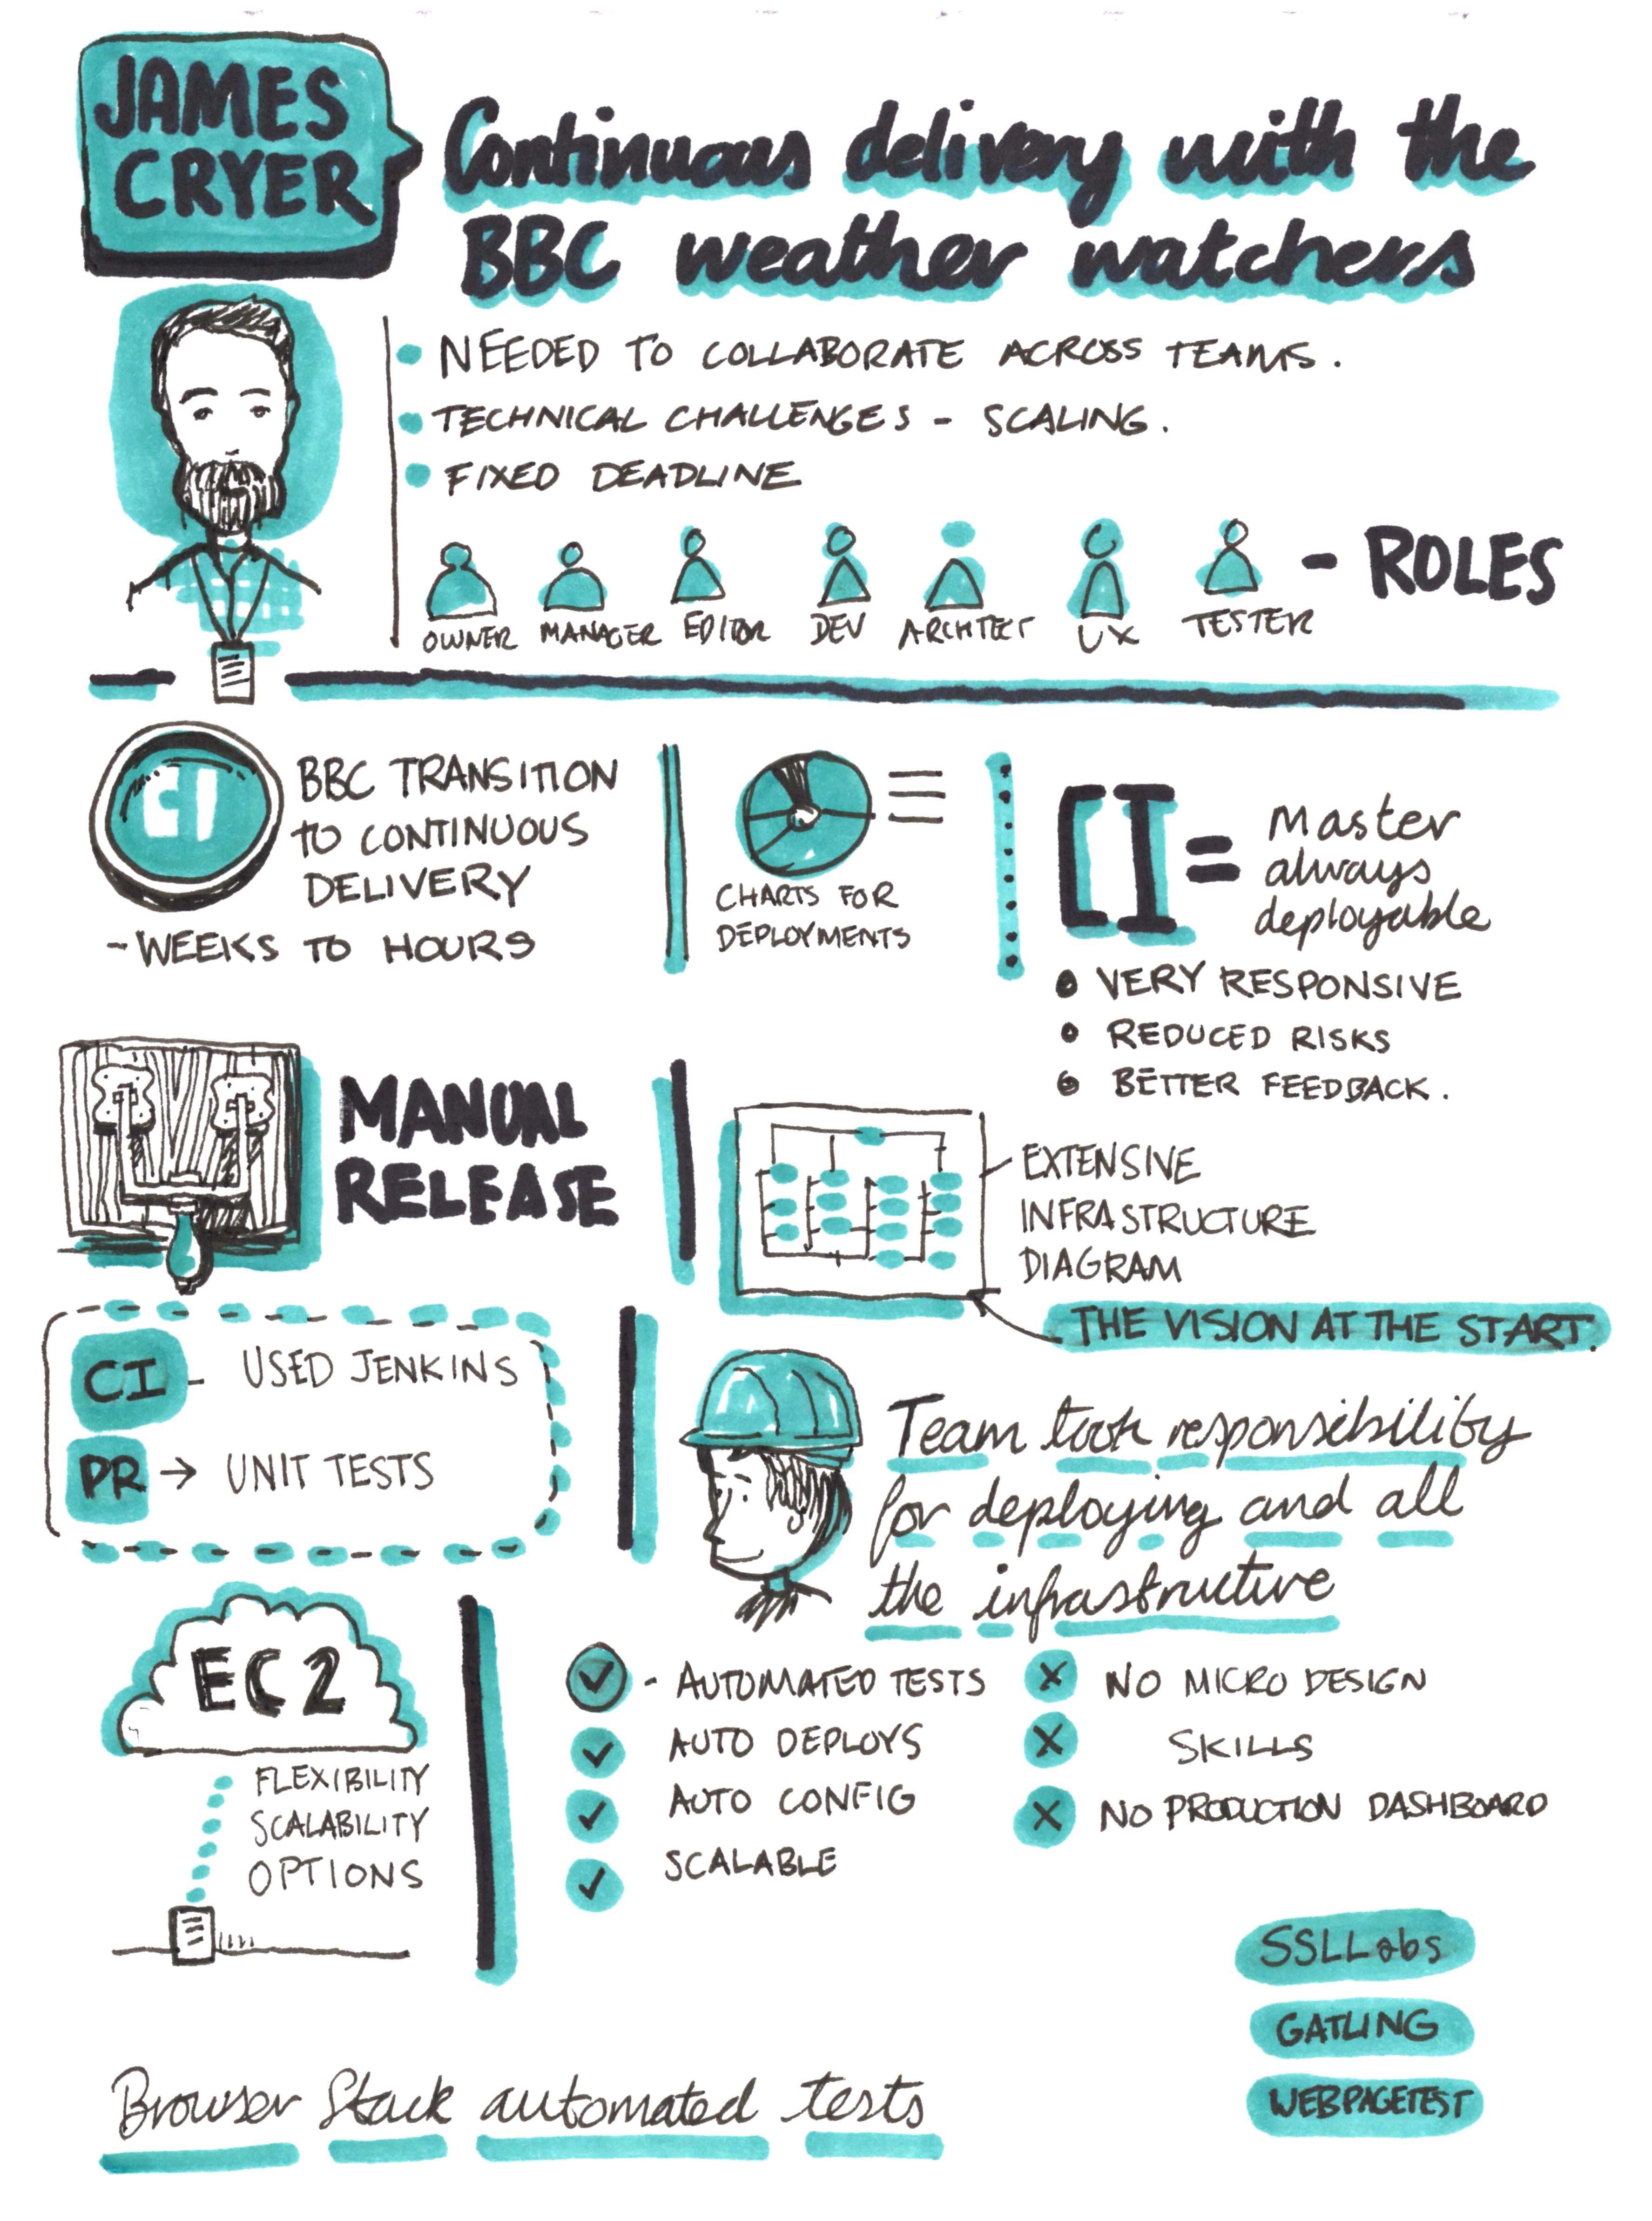 JAMES
CRYER
Continuous delivery with the
BBC weather watchers
NEEDED TO COLLABORATE ACROSS TEAMS.
TECHNICAL CHALLENGES - SCALING.
FIXED DEADLINE
OWNER MANAGER EDITOR DEV ARCHITECT UX TESTER - ROLES
CI
BBC TRANSITION
TO CONTINUOUS
DELIVERY
- WEEKS TO HOURS
CHARTS FOR
DEPLOYMENTS
CI = Master
always
deployable
VERY RESPONSIVE
REDUCED RISKS
BETTER FEEDBACK.
MANUAL
RELEASE
EXTENSIVE
INFRASTRUCTURE
DIAGRAM
THE VISION AT THE START.
CI - USED JENKINS
PR → UNIT TESTS
Team took responsibility
for deploying and all
the infrastructure
EC2
FLEXIBILITY
SCALABILITY
OPTIONS
- AUTOMATED TESTS
AUTO DEPLOYS
AUTO CONFIG
SCALABLE
NO MICRO DESIGN
SKILLS
NO PRODUCTION DASHBOARD
SSLLabs
GATLING
WEBPAGETEST
Browser Stack automated tests